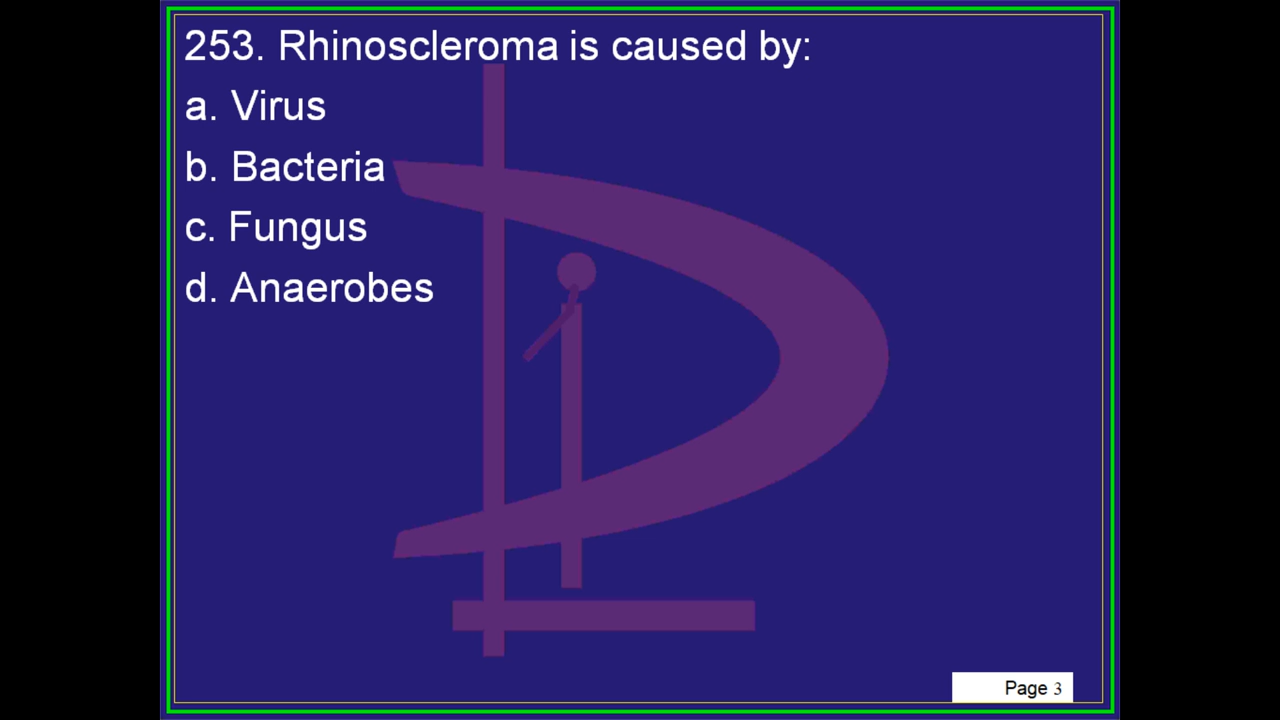 253. Rhinoscleroma is caused by:
a. Virus
b. Bacteria
c. Fungus
d. Anaerobes
Page 3